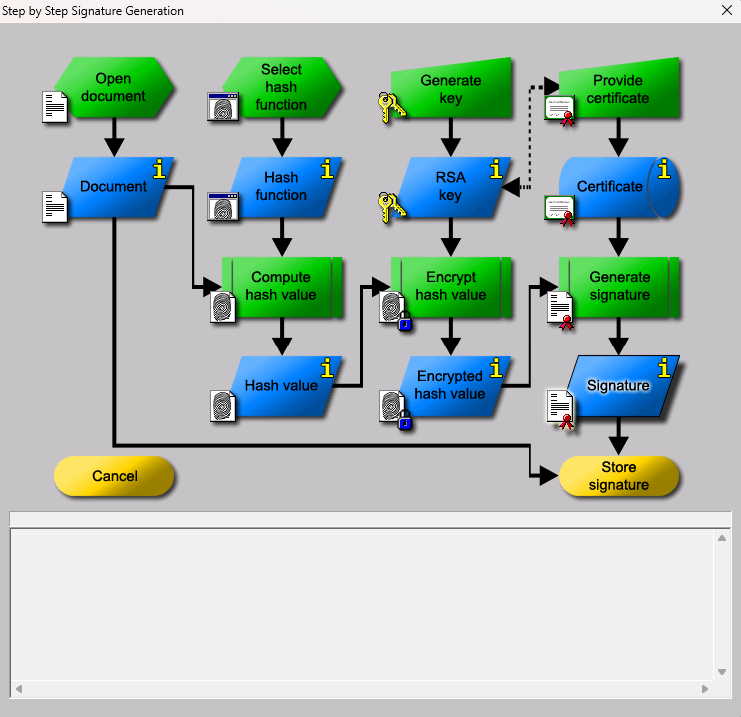 Step by Step Signature Generation
Open
document
Select
hash
function
Generate
key
Provide
certificate
Document
Hash
function
RSA
key
Certificate
Compute
hash value
Encrypt
hash value
Generate
signature
Hash value
Encrypted
hash value
Signature
Cancel
Store
signature